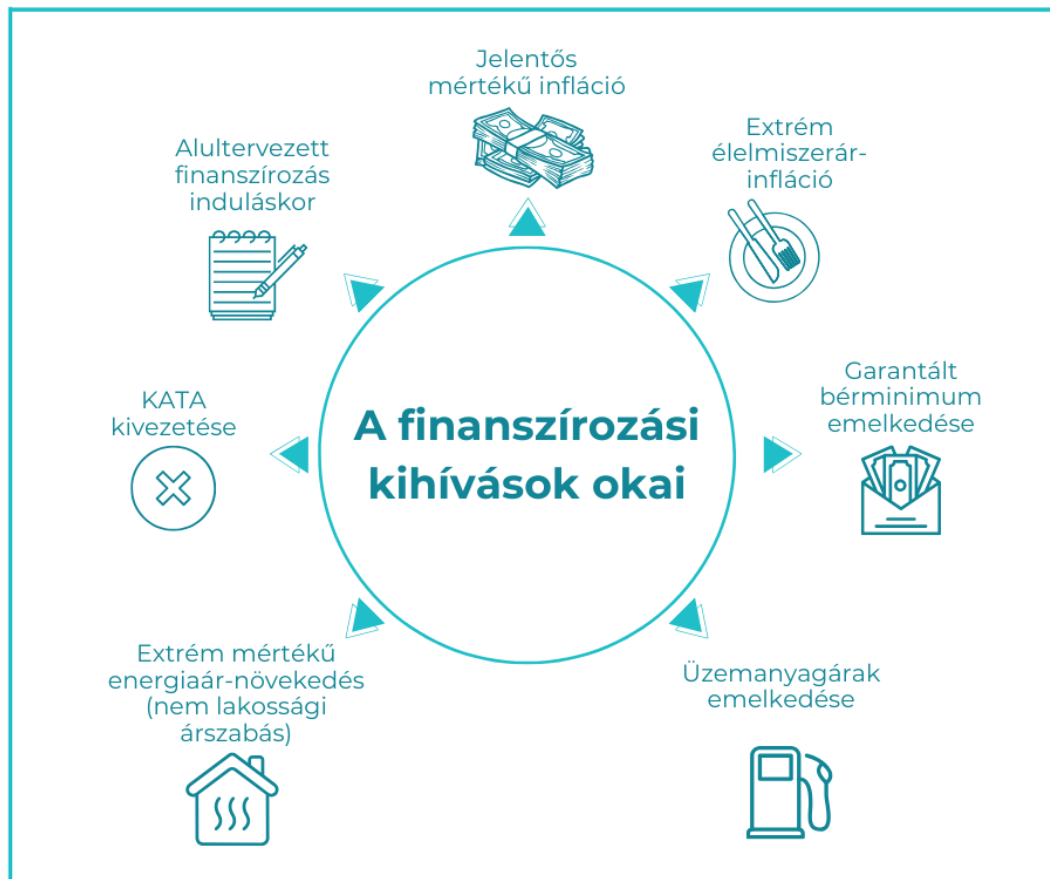 Jelentős
mértékű infláció
Extrém
élelmiszerár-
infláció
Alultervezett
finanszírozás
induláskor
Garantált
bérminimum
emelkedése
KATA
kivezetése
A finanszírozási
kihívások okai
Extrém mértékű
energiaár-növekedés
(nem lakossági
árszabás)
Üzemanyagárak
emelkedése